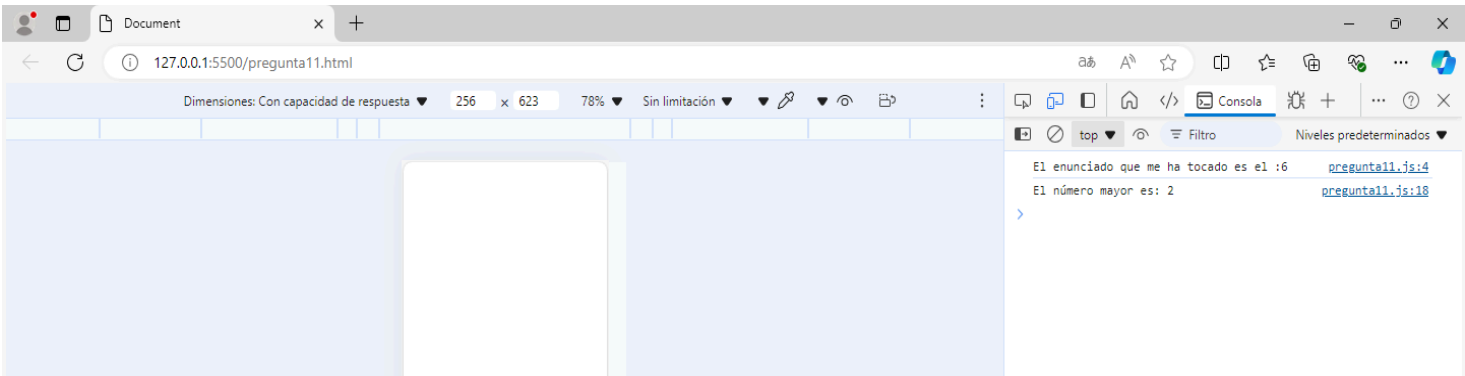 Document
127.0.0.1:5500/pregunta11.html
Dimensiones: Con capacidad de respuesta ▼ 256 x 623 78% ▼ Sin limitación ▼
Consola
top ▼ Filtro Niveles predeterminados ▼
El enunciado que me ha tocado es el :6 pregunta11.js:4
El número mayor es: 2 pregunta11.js:18